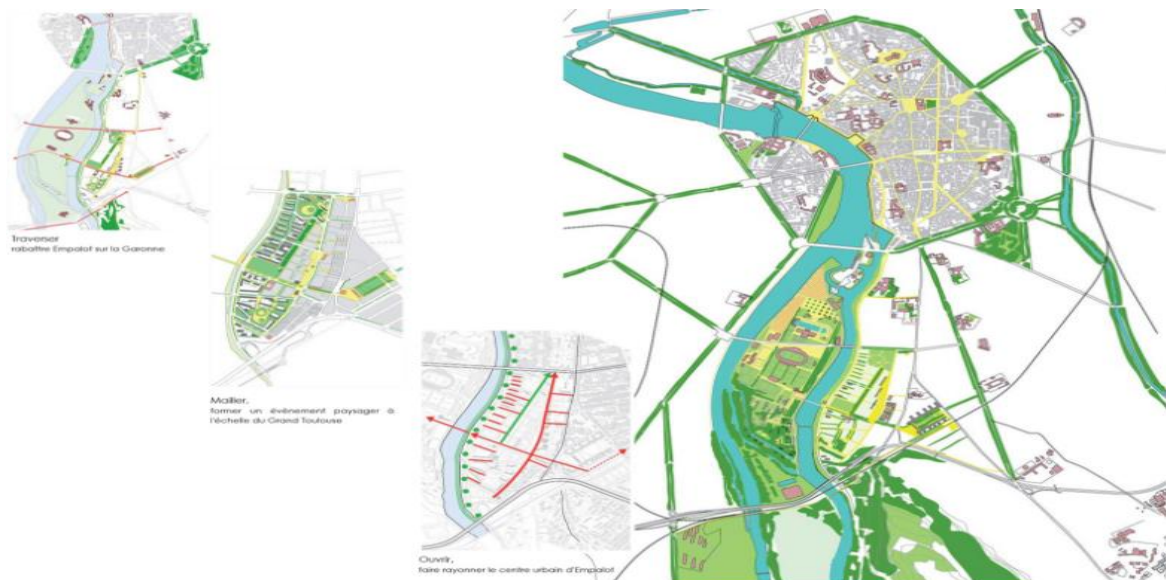 Traverser
rabattre Empalot sur la Garonne
Mailler,
former un événement paysager à
l'échelle du Grand Toulouse
Ouvrir,
faire rayonner le centre urbain d'Empalot